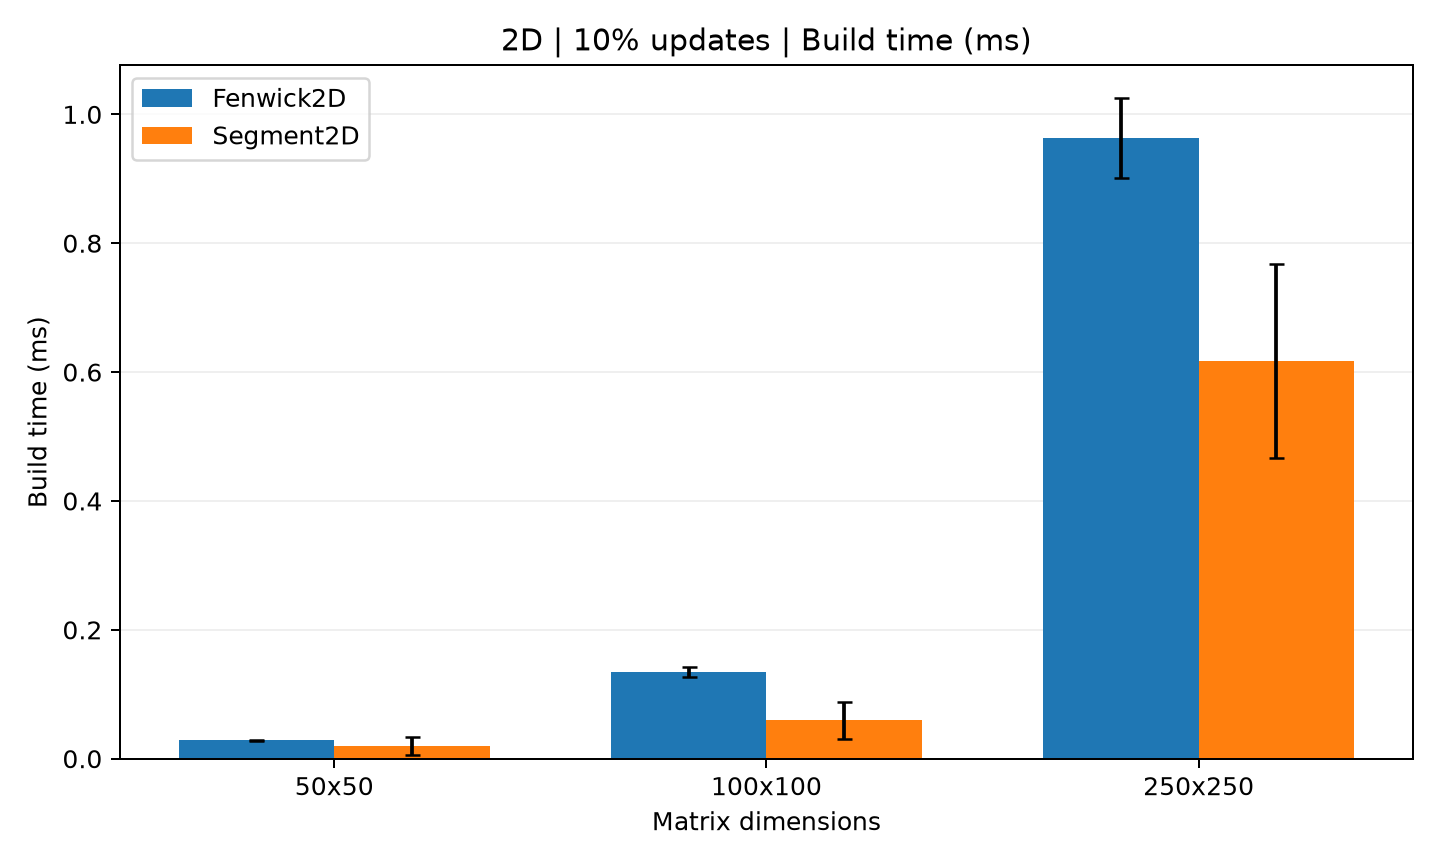 2D | 10% updates | Build time (ms)
Fenwick2D
Segment2D
Build time (ms)
1.0
0.8
0.6
0.4
0.2
0.0
50x50
100x100
250x250
Matrix dimensions